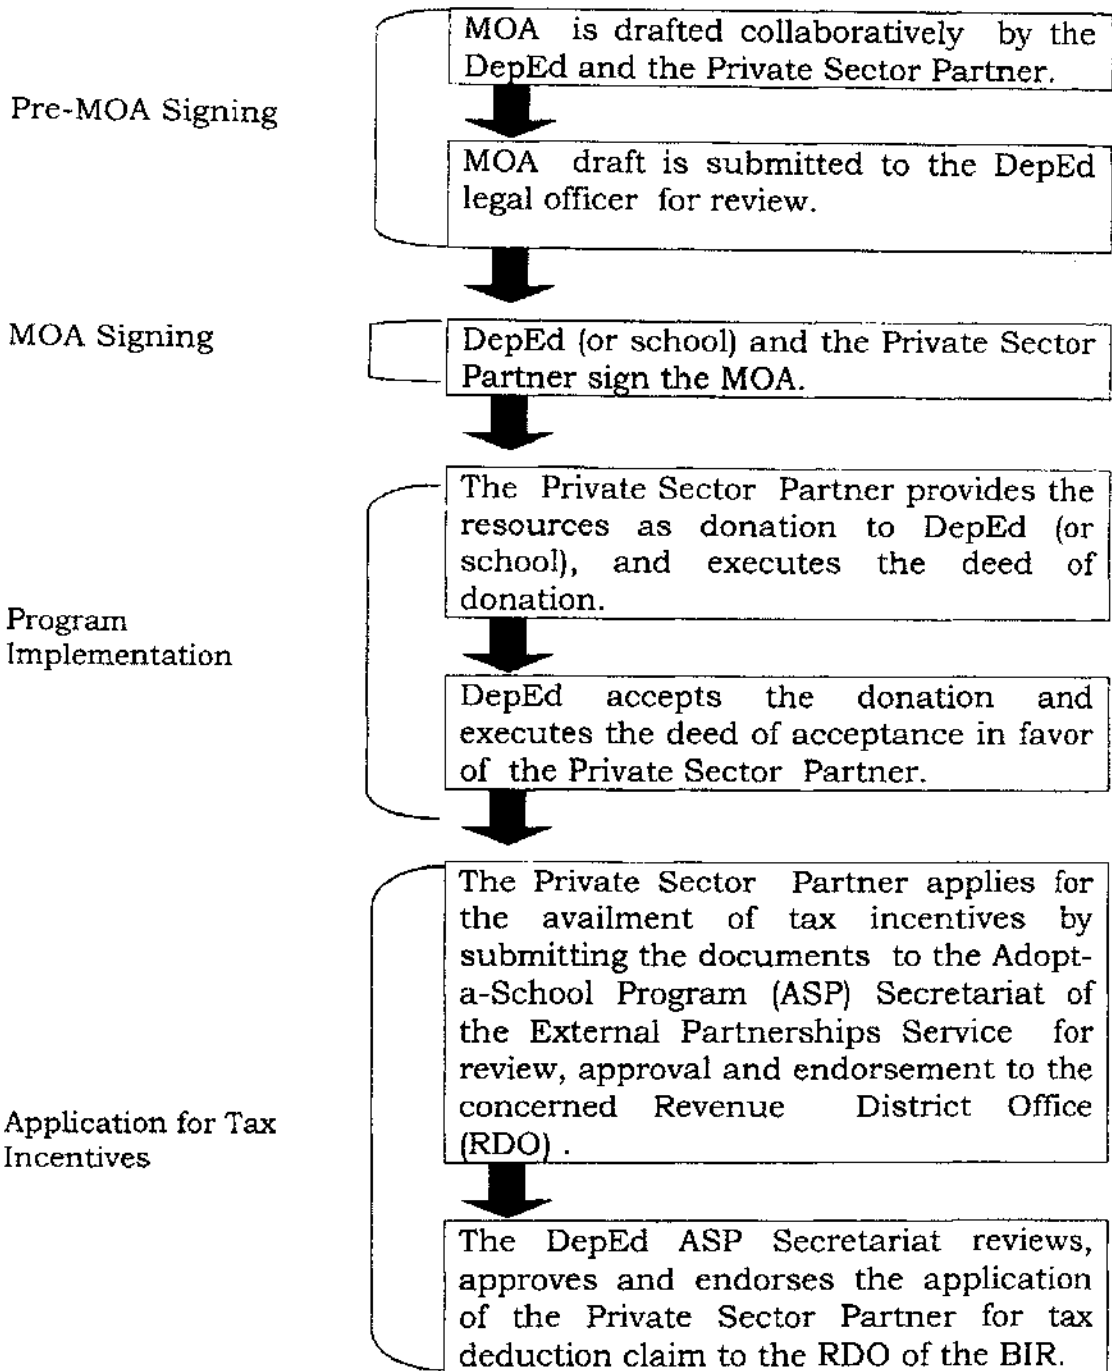 MOA is drafted collaboratively by the
DepEd and the Private Sector Partner.
Pre-MOA Signing
MOA draft is submitted to the DepEd
legal officer for review.
MOA Signing
DepEd (or school) and the Private Sector
Partner sign the MOA.
The Private Sector Partner provides the
resources as donation to DepEd (or
school), and executes the deed of
donation.
Program
Implementation
DepEd accepts the donation and
executes the deed of acceptance in favor
of the Private Sector Partner.
The Private Sector Partner applies for
the availment of tax incentives by
submitting the documents to the Adopt-
a-School Program (ASP) Secretariat of
the External Partnerships Service for
review, approval and endorsement to the
concerned Revenue District Office
(RDO) .
Application for Tax
Incentives
The DepEd ASP Secretariat reviews,
approves and endorses the application
of the Private Sector Partner for tax
deduction claim to the RDO of the BIR.